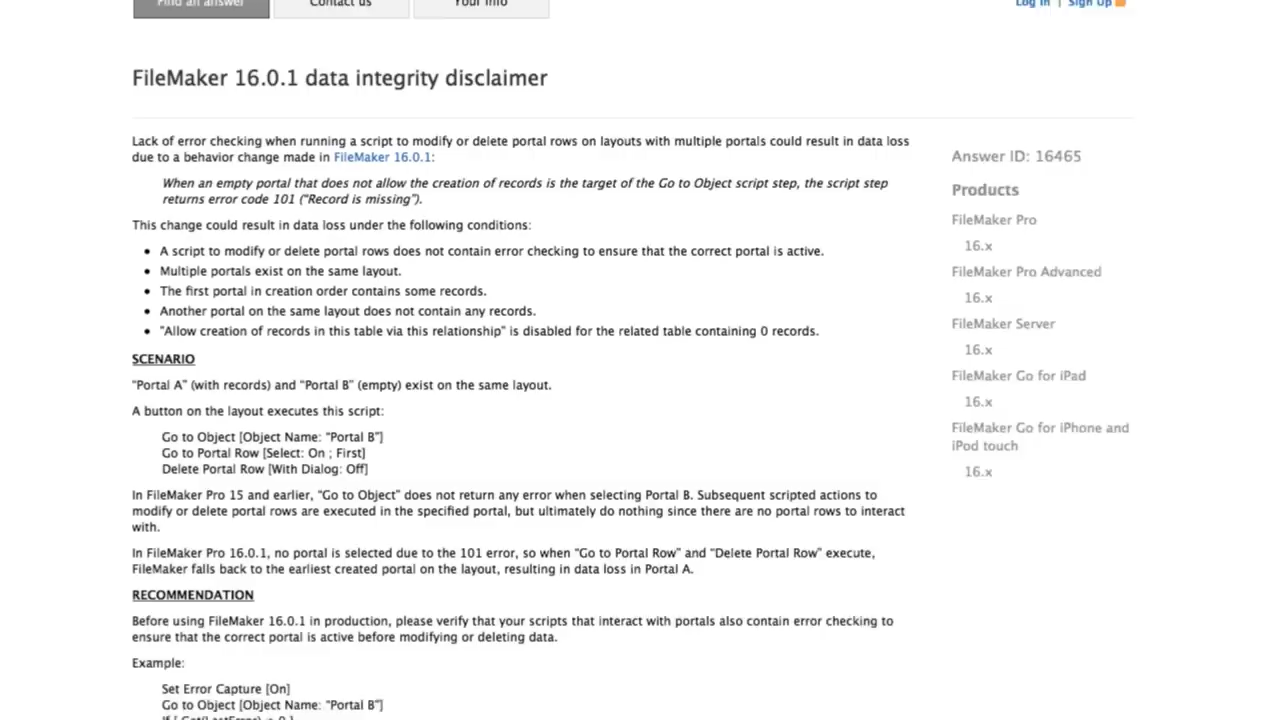 Find an answer
Contact us
Your info
Log In | Sign Up
FileMaker 16.0.1 data integrity disclaimer
Lack of error checking when running a script to modify or delete portal rows on layouts with multiple portals could result in data loss
due to a behavior change made in FileMaker 16.0.1:
When an empty portal that does not allow the creation of records is the target of the Go to Object script step, the script step
returns error code 101 (“Record is missing”).
This change could result in data loss under the following conditions:
• A script to modify or delete portal rows does not contain error checking to ensure that the correct portal is active.
• Multiple portals exist on the same layout.
• The first portal in creation order contains some records.
• Another portal on the same layout does not contain any records.
• "Allow creation of records in this table via this relationship" is disabled for the related table containing 0 records.
SCENARIO
“Portal A” (with records) and “Portal B” (empty) exist on the same layout.
A button on the layout executes this script:
Go to Object [Object Name: “Portal B”]
Go to Portal Row [Select: On ; First]
Delete Portal Row [With Dialog: Off]
In FileMaker Pro 15 and earlier, “Go to Object” does not return any error when selecting Portal B. Subsequent scripted actions to
modify or delete portal rows are executed in the specified portal, but ultimately do nothing since there are no portal rows to interact
with.
In FileMaker Pro 16.0.1, no portal is selected due to the 101 error, so when “Go to Portal Row” and “Delete Portal Row” execute,
FileMaker falls back to the earliest created portal on the layout, resulting in data loss in Portal A.
RECOMMENDATION
Before using FileMaker 16.0.1 in production, please verify that your scripts that interact with portals also contain error checking to
ensure that the correct portal is active before modifying or deleting data.
Example:
Set Error Capture [On]
Go to Object [Object Name: “Portal B”]
Answer ID: 16465
Products
FileMaker Pro
16.x
FileMaker Pro Advanced
16.x
FileMaker Server
16.x
FileMaker Go for iPad
16.x
FileMaker Go for iPhone and
iPod touch
16.x